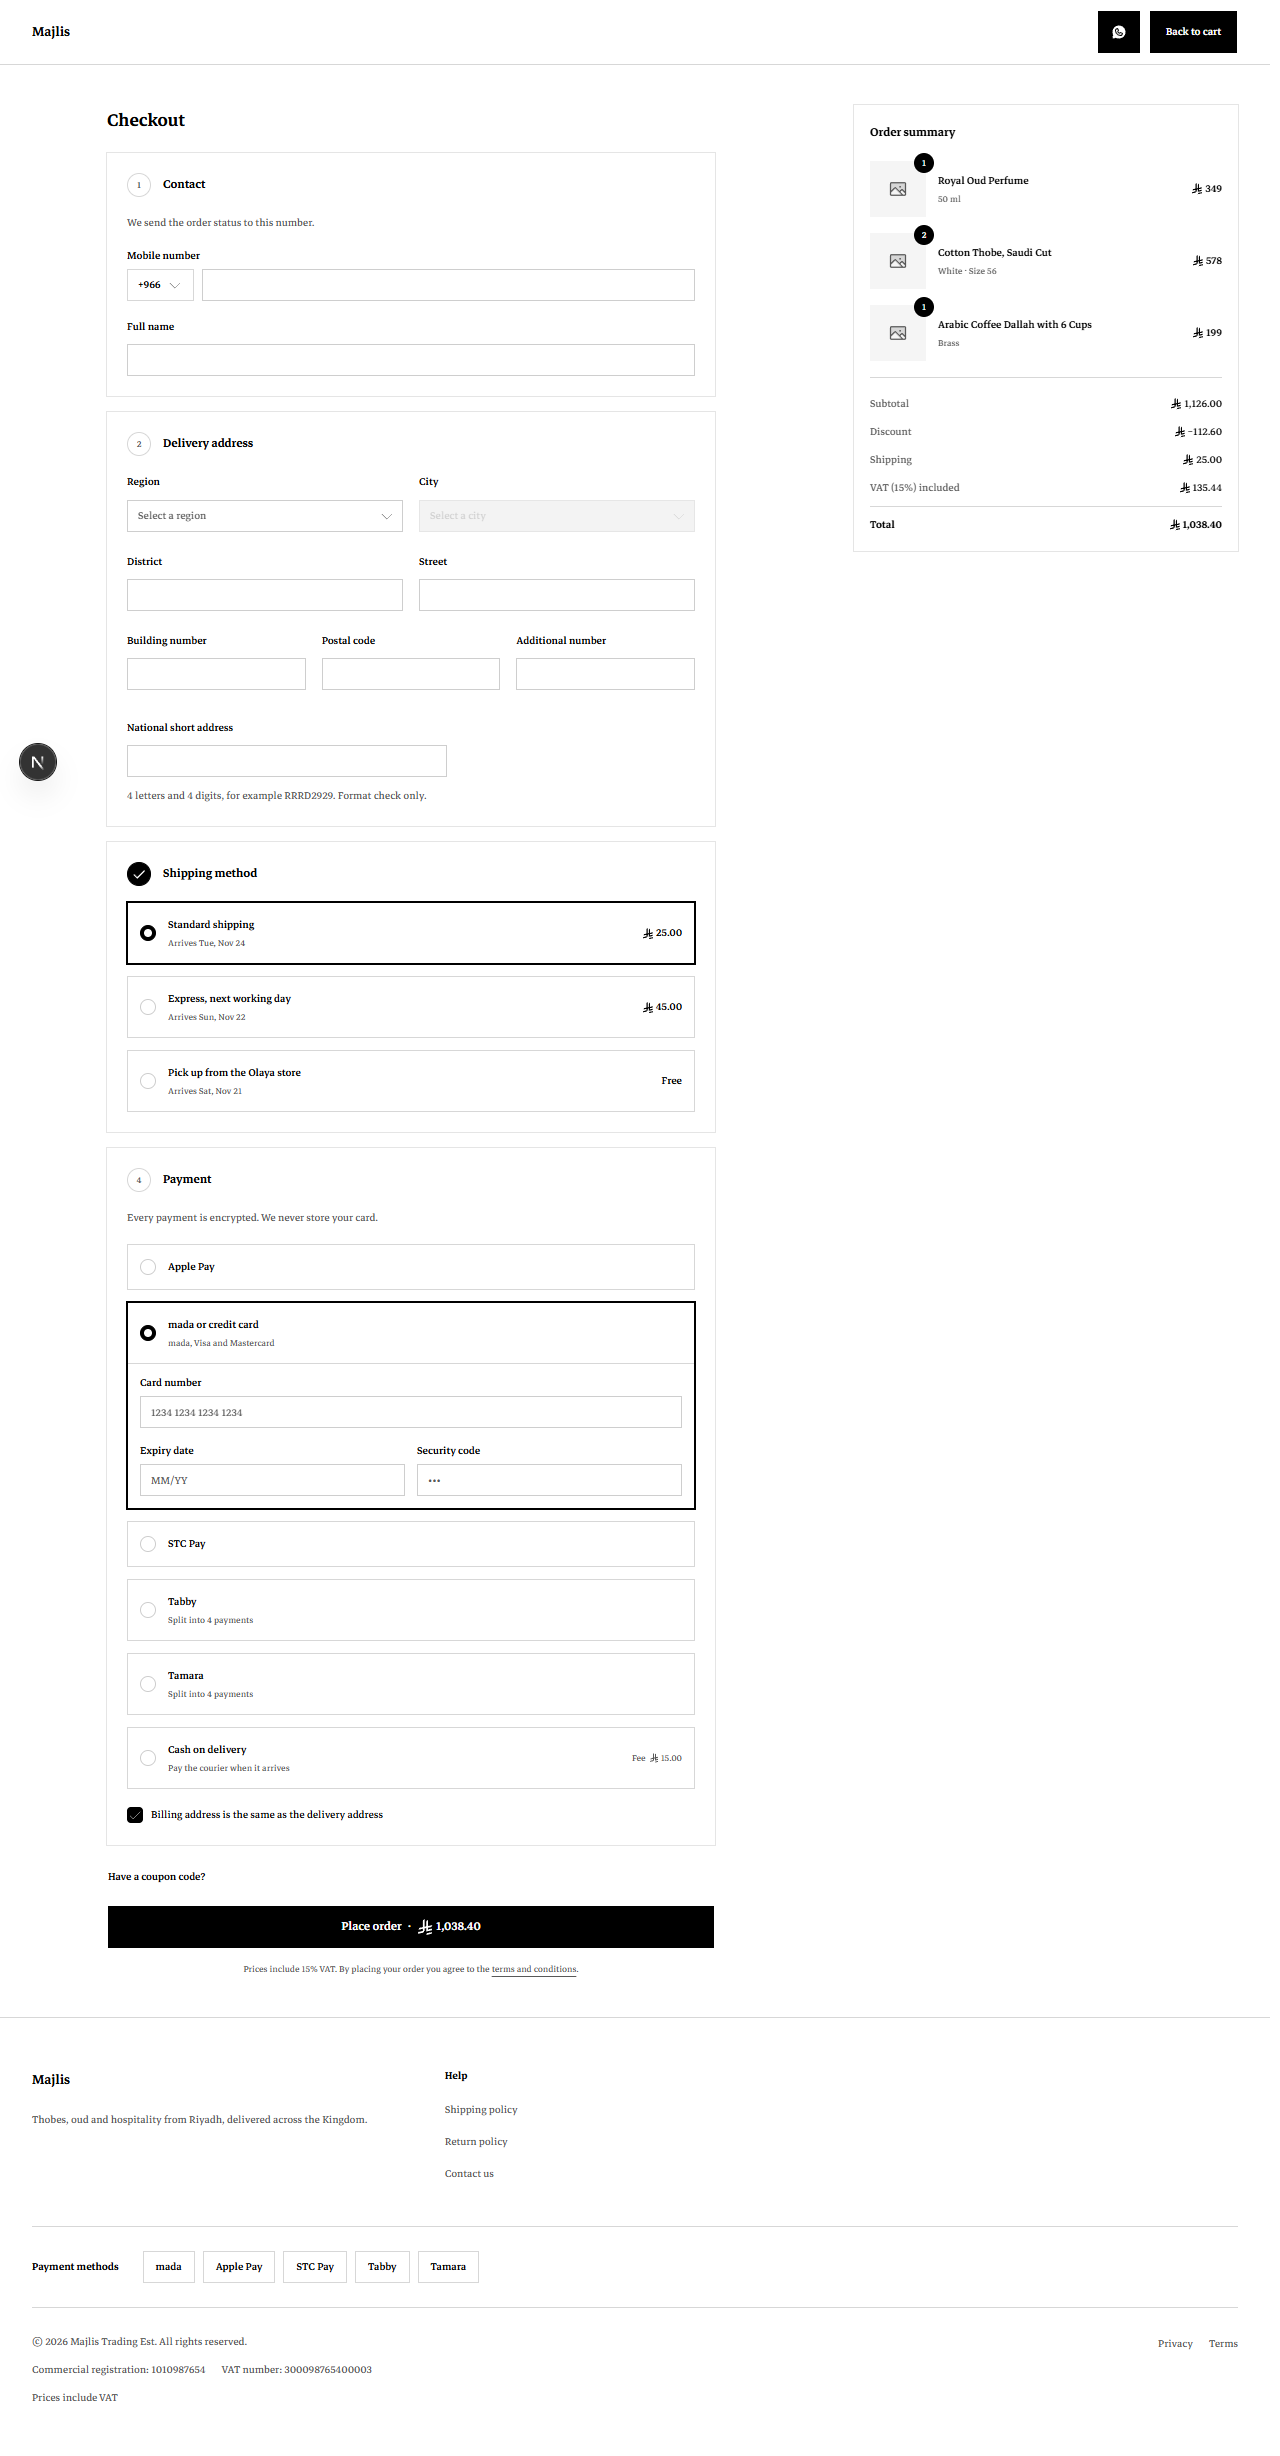 Majlis
Back to cart
Checkout
1 Contact
We send the order status to this number.
Mobile number
+966
Full name
2 Delivery address
Region City
Select a region Select a city
District Street
Building number Postal code Additional number
National short address
4 letters and 4 digits, for example RRRD2929. Format check only.
Shipping method
Standard shipping
Arrives Tue, Nov 24
⃁ 25.00
Express, next working day
Arrives Sun, Nov 22
⃁ 45.00
Pick up from the Olaya store
Arrives Sat, Nov 21
Free
4 Payment
Every payment is encrypted. We never store your card.
Apple Pay
mada or credit card
mada, Visa and Mastercard
Card number
1234 1234 1234 1234
Expiry date Security code
MM/YY •••
STC Pay
Tabby
Split into 4 payments
Tamara
Split into 4 payments
Cash on delivery
Pay the courier when it arrives
Fee ⃁ 15.00
Billing address is the same as the delivery address
Have a coupon code?
Place order · ⃁ 1,038.40
Prices include 15% VAT. By placing your order you agree to the terms and conditions.
Order summary
1
Royal Oud Perfume
50 ml
⃁ 349
2
Cotton Thobe, Saudi Cut
White · Size 56
⃁ 578
1
Arabic Coffee Dallah with 6 Cups
Brass
⃁ 199
Subtotal ⃁ 1,126.00
Discount ⃁ -112.60
Shipping ⃁ 25.00
VAT (15%) included ⃁ 135.44
Total ⃁ 1,038.40
N
Majlis
Thobes, oud and hospitality from Riyadh, delivered across the Kingdom.
Help
Shipping policy
Return policy
Contact us
Payment methods mada Apple Pay STC Pay Tabby Tamara
© 2026 Majlis Trading Est. All rights reserved.
Commercial registration: 1010987654 VAT number: 300098765400003
Prices include VAT
Privacy Terms